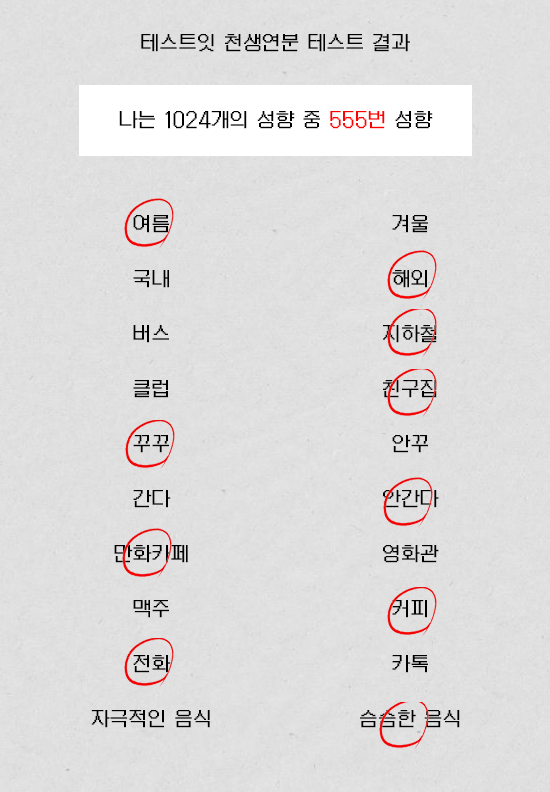 테스트잇 천생연분 테스트 결과
나는 1024개의 성향 중 555번 성향
여름 겨울
국내 해외
버스 지하철
클럽 친구집
꾸꾸 안꾸
간다 안간다
만화카페 영화관
맥주 커피
전화 카톡
자극적인 음식 슴슴한 음식